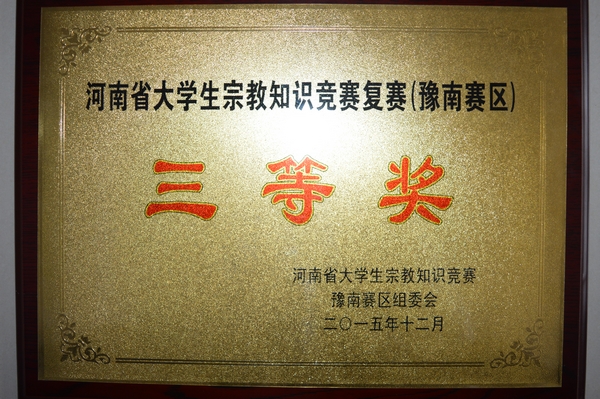 河南省大学生宗教知识竞赛复赛(豫南赛区)
三等奖
河南省大学生宗教知识竞赛
豫南赛区组委会
二〇一五年十二月